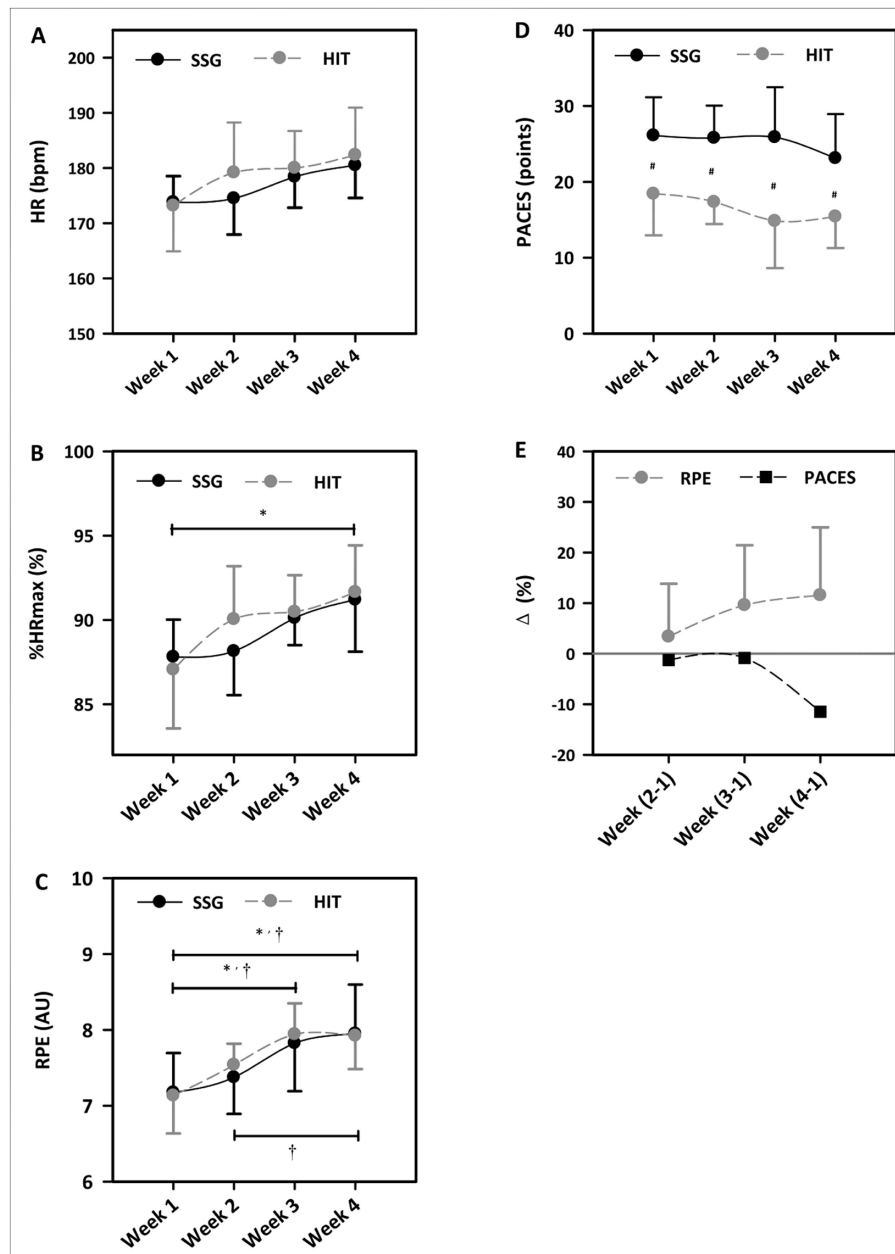 A
HR (bpm)
200
190
180
170
160
150
SSG HIT
Week 1 Week 2 Week 3 Week 4
B
%HRmax (%)
100
95
90
85
SSG HIT
*
Week 1 Week 2 Week 3 Week 4
C
RPE (AU)
10
9
8
7
6
SSG HIT
*,†
*,†
†
Week 1 Week 2 Week 3 Week 4
D
PACES (points)
40
30
20
10
0
SSG HIT
# # # #
Week 1 Week 2 Week 3 Week 4
E
Δ (%)
40
30
20
10
0
-10
-20
RPE PACES
Week (2-1) Week (3-1) Week (4-1)